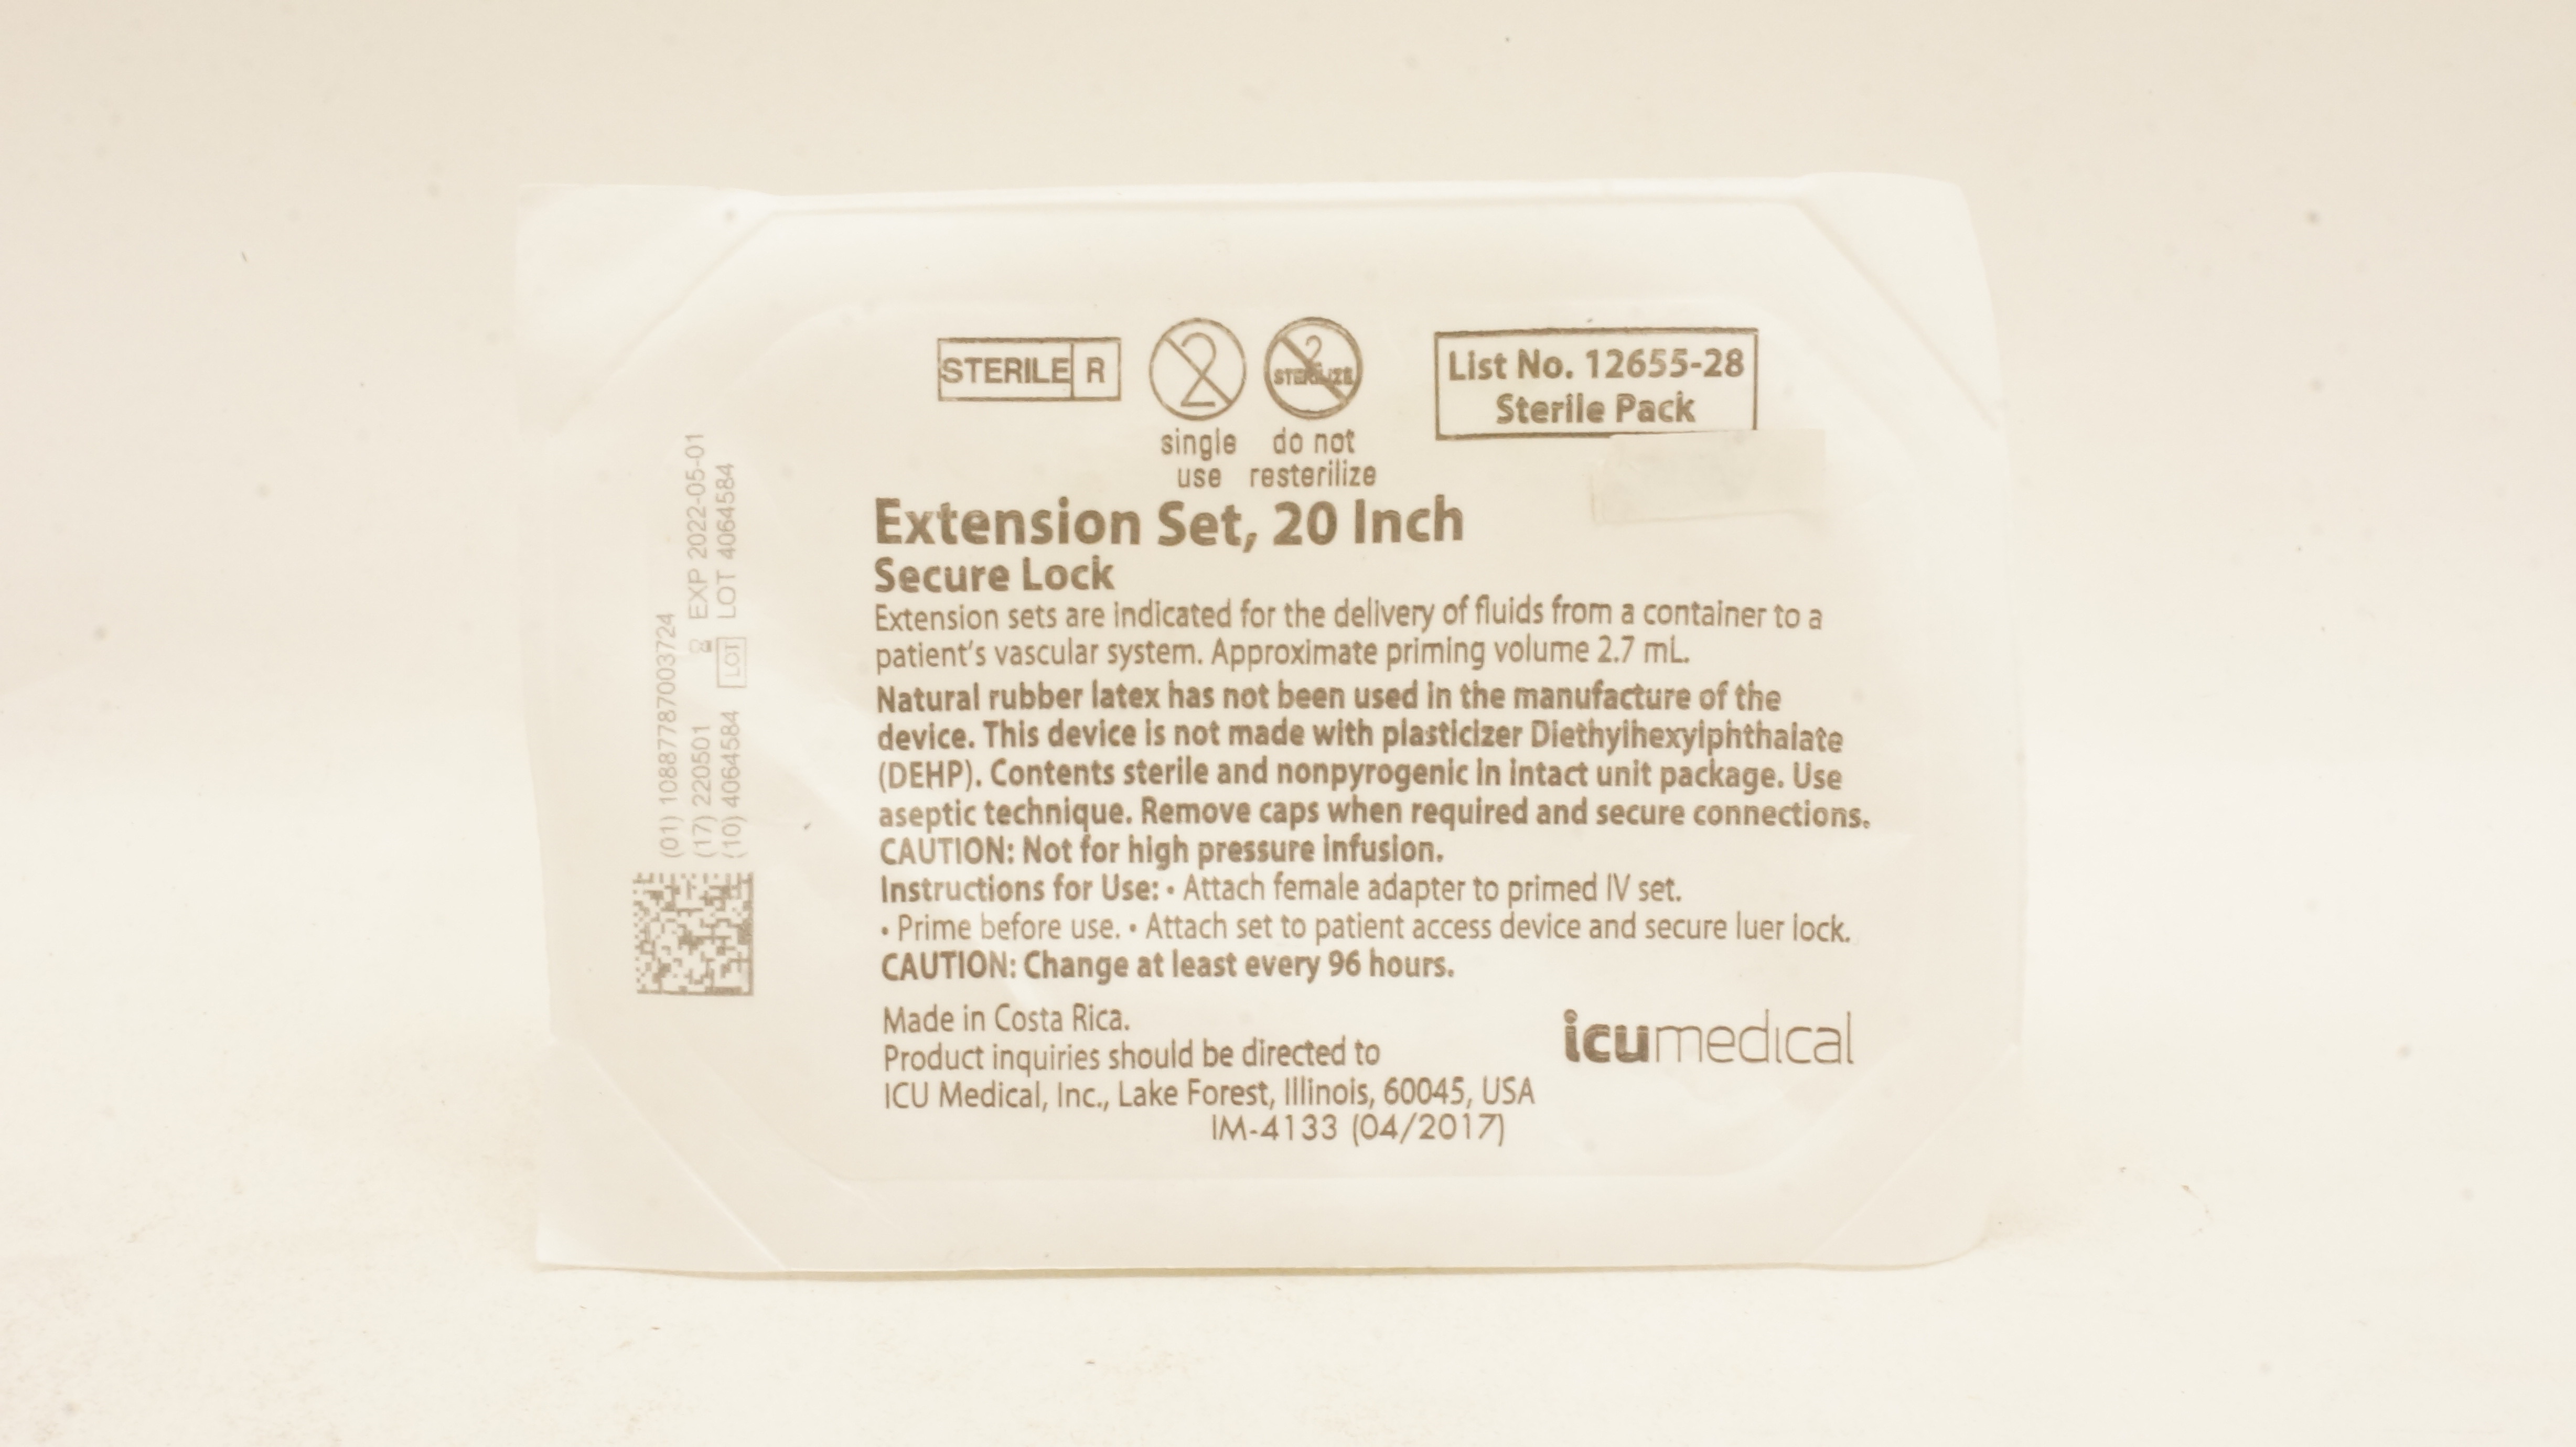 STERILE R
2
2
STERILIZE
single use
do not resterilize
List No. 12655-28
Sterile Pack
Extension Set, 20 Inch
Secure Lock
Extension sets are indicated for the delivery of fluids from a container to a
patient's vascular system. Approximate priming volume 2.7 mL.
Natural rubber latex has not been used in the manufacture of the
device. This device is not made with plasticizer Diethylhexylphthalate
(DEHP). Contents sterile and nonpyrogenic in intact unit package. Use
aseptic technique. Remove caps when required and secure connections.
CAUTION: Not for high pressure infusion.
Instructions for Use: • Attach female adapter to primed IV set.
• Prime before use. • Attach set to patient access device and secure luer lock.
CAUTION: Change at least every 96 hours.
Made in Costa Rica.
Product inquiries should be directed to
ICU Medical, Inc., Lake Forest, Illinois, 60045, USA
IM-4133 (04/2017)
icumedical
(01) 10887787003724
(17) 220501 EXP 2022-05-01
(10) 4064584 LOT LOT 4064584